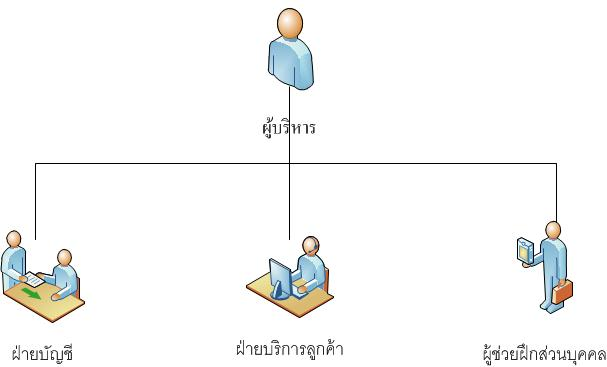 ผู้บริหาร
ฝ่ายบัญชี
ฝ่ายบริการลูกค้า
ผู้ช่วยฝึกส่วนบุคคล